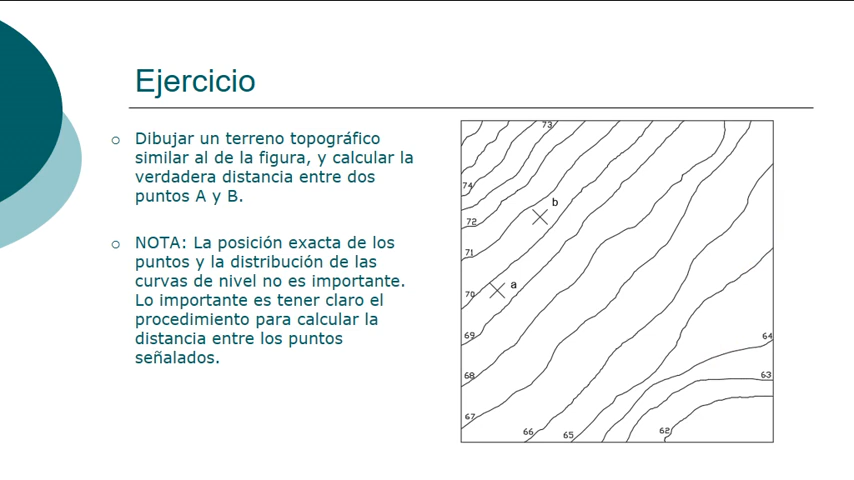 Ejercicio
Dibujar un terreno topográfico
similar al de la figura, y calcular la
verdadera distancia entre dos
puntos A y B.
NOTA: La posición exacta de los
puntos y la distribución de las
curvas de nivel no es importante.
Lo importante es tener claro el
procedimiento para calcular la
distancia entre los puntos
señalados.
73
74
b
72
71
a
70
69
64
68
63
67
66
65
62